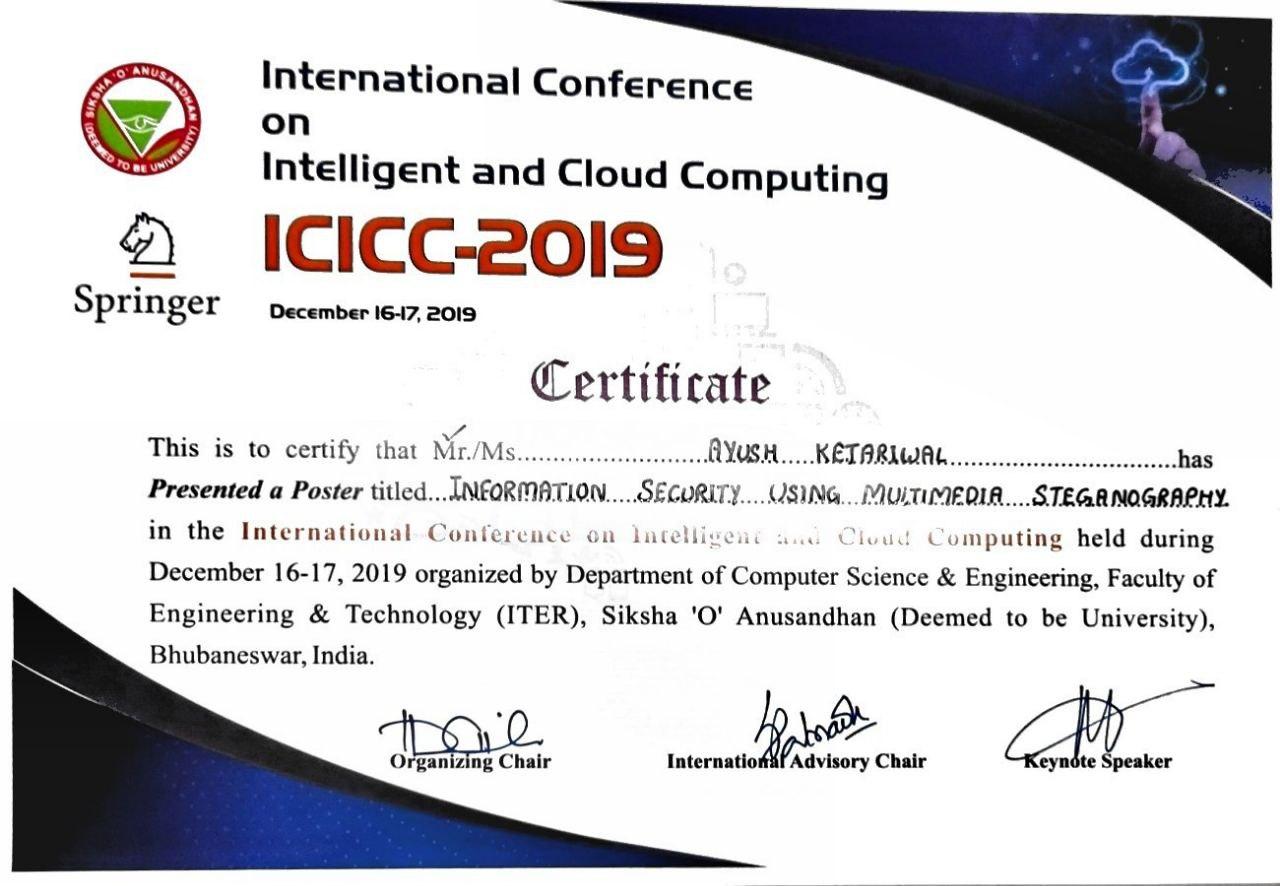 SIKSHA 'O' ANUSANDHAN
(DEEMED TO BE UNIVERSITY)
International Conference
on
Intelligent and Cloud Computing
Springer
ICICC-2019
December 16-17, 2019
Certificate
This is to certify that Mr./Ms. AYUSH KETARIWAL has
Presented a Poster titled INFORMATION SECURITY USING MULTIMEDIA STEGANOGRAPHY
in the International Conference on Intelligent and Cloud Computing held during
December 16-17, 2019 organized by Department of Computer Science & Engineering, Faculty of
Engineering & Technology (ITER), Siksha 'O' Anusandhan (Deemed to be University),
Bhubaneswar, India.
Organizing Chair
International Advisory Chair
Keynote Speaker